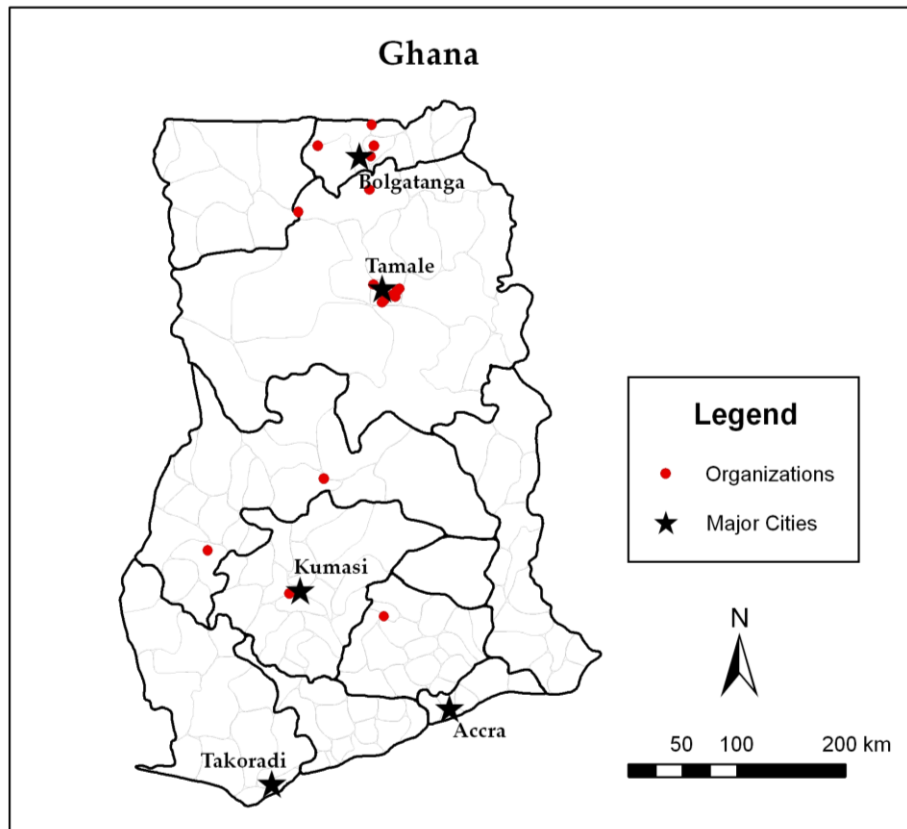 Ghana
Bolgatanga
Tamale
Legend
Organizations
Major Cities
Kumasi
N
Accra
Takoradi
50 100 200 km